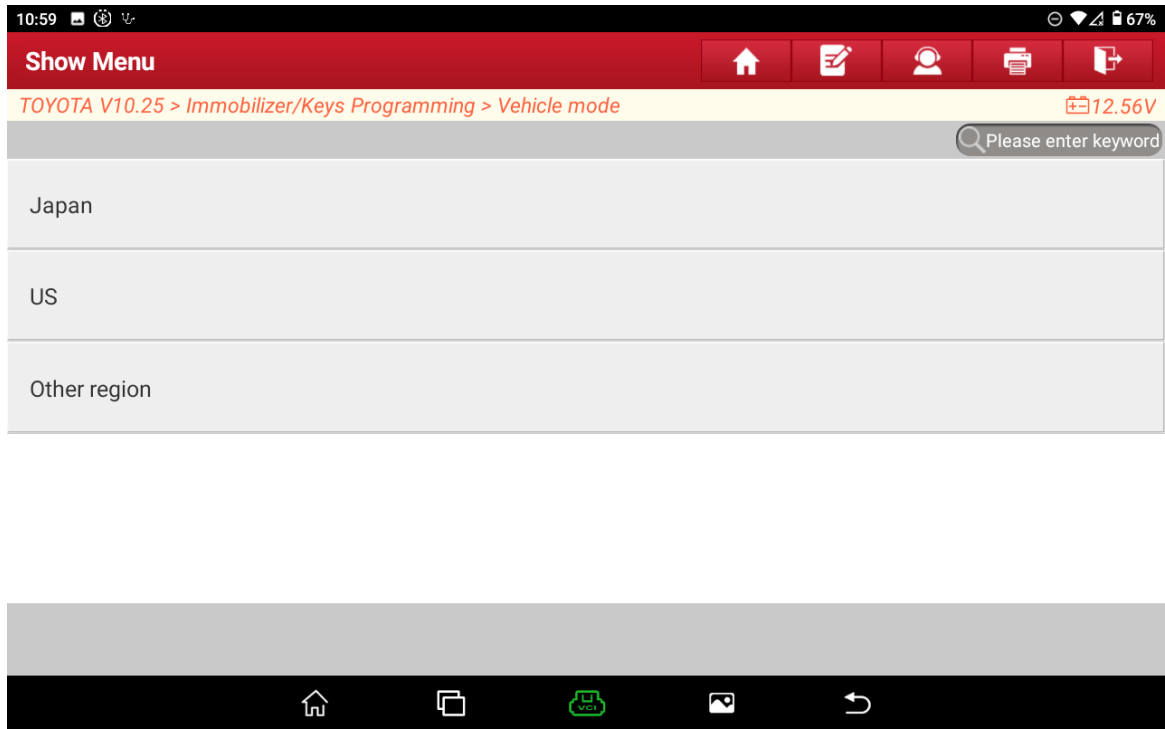 10:59 67%
Show Menu
TOYOTA V10.25 > Immobilizer/Keys Programming > Vehicle mode 12.56V
Please enter keyword
Japan
US
Other region
VCI